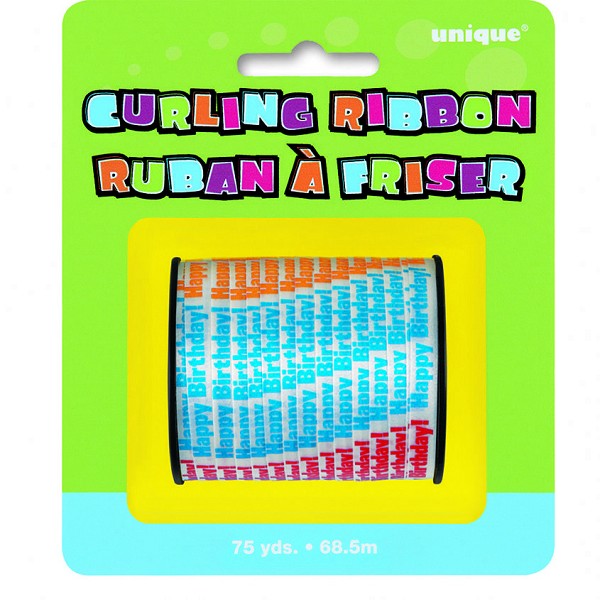 unique®
CURLING RIBBON
RUBAN À FRISER
Happy Birthday!
75 yds. • 68.5m